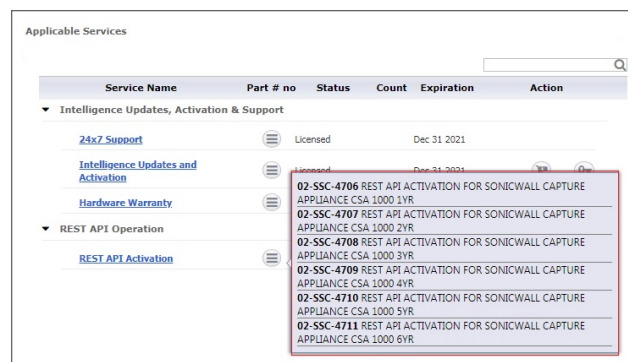 Applicable Services
Service Name Part # no Status Count Expiration Action
Intelligence Updates, Activation & Support
24x7 Support Licensed Dec 31 2021
Intelligence Updates and
Activation
Licensed Dec 31 2021
Hardware Warranty
REST API Operation
REST API Activation
02-SSC-4706 REST API ACTIVATION FOR SONICWALL CAPTURE
APPLIANCE CSA 1000 1YR
02-SSC-4707 REST API ACTIVATION FOR SONICWALL CAPTURE
APPLIANCE CSA 1000 2YR
02-SSC-4708 REST API ACTIVATION FOR SONICWALL CAPTURE
APPLIANCE CSA 1000 3YR
02-SSC-4709 REST API ACTIVATION FOR SONICWALL CAPTURE
APPLIANCE CSA 1000 4YR
02-SSC-4710 REST API ACTIVATION FOR SONICWALL CAPTURE
APPLIANCE CSA 1000 5YR
02-SSC-4711 REST API ACTIVATION FOR SONICWALL CAPTURE
APPLIANCE CSA 1000 6YR